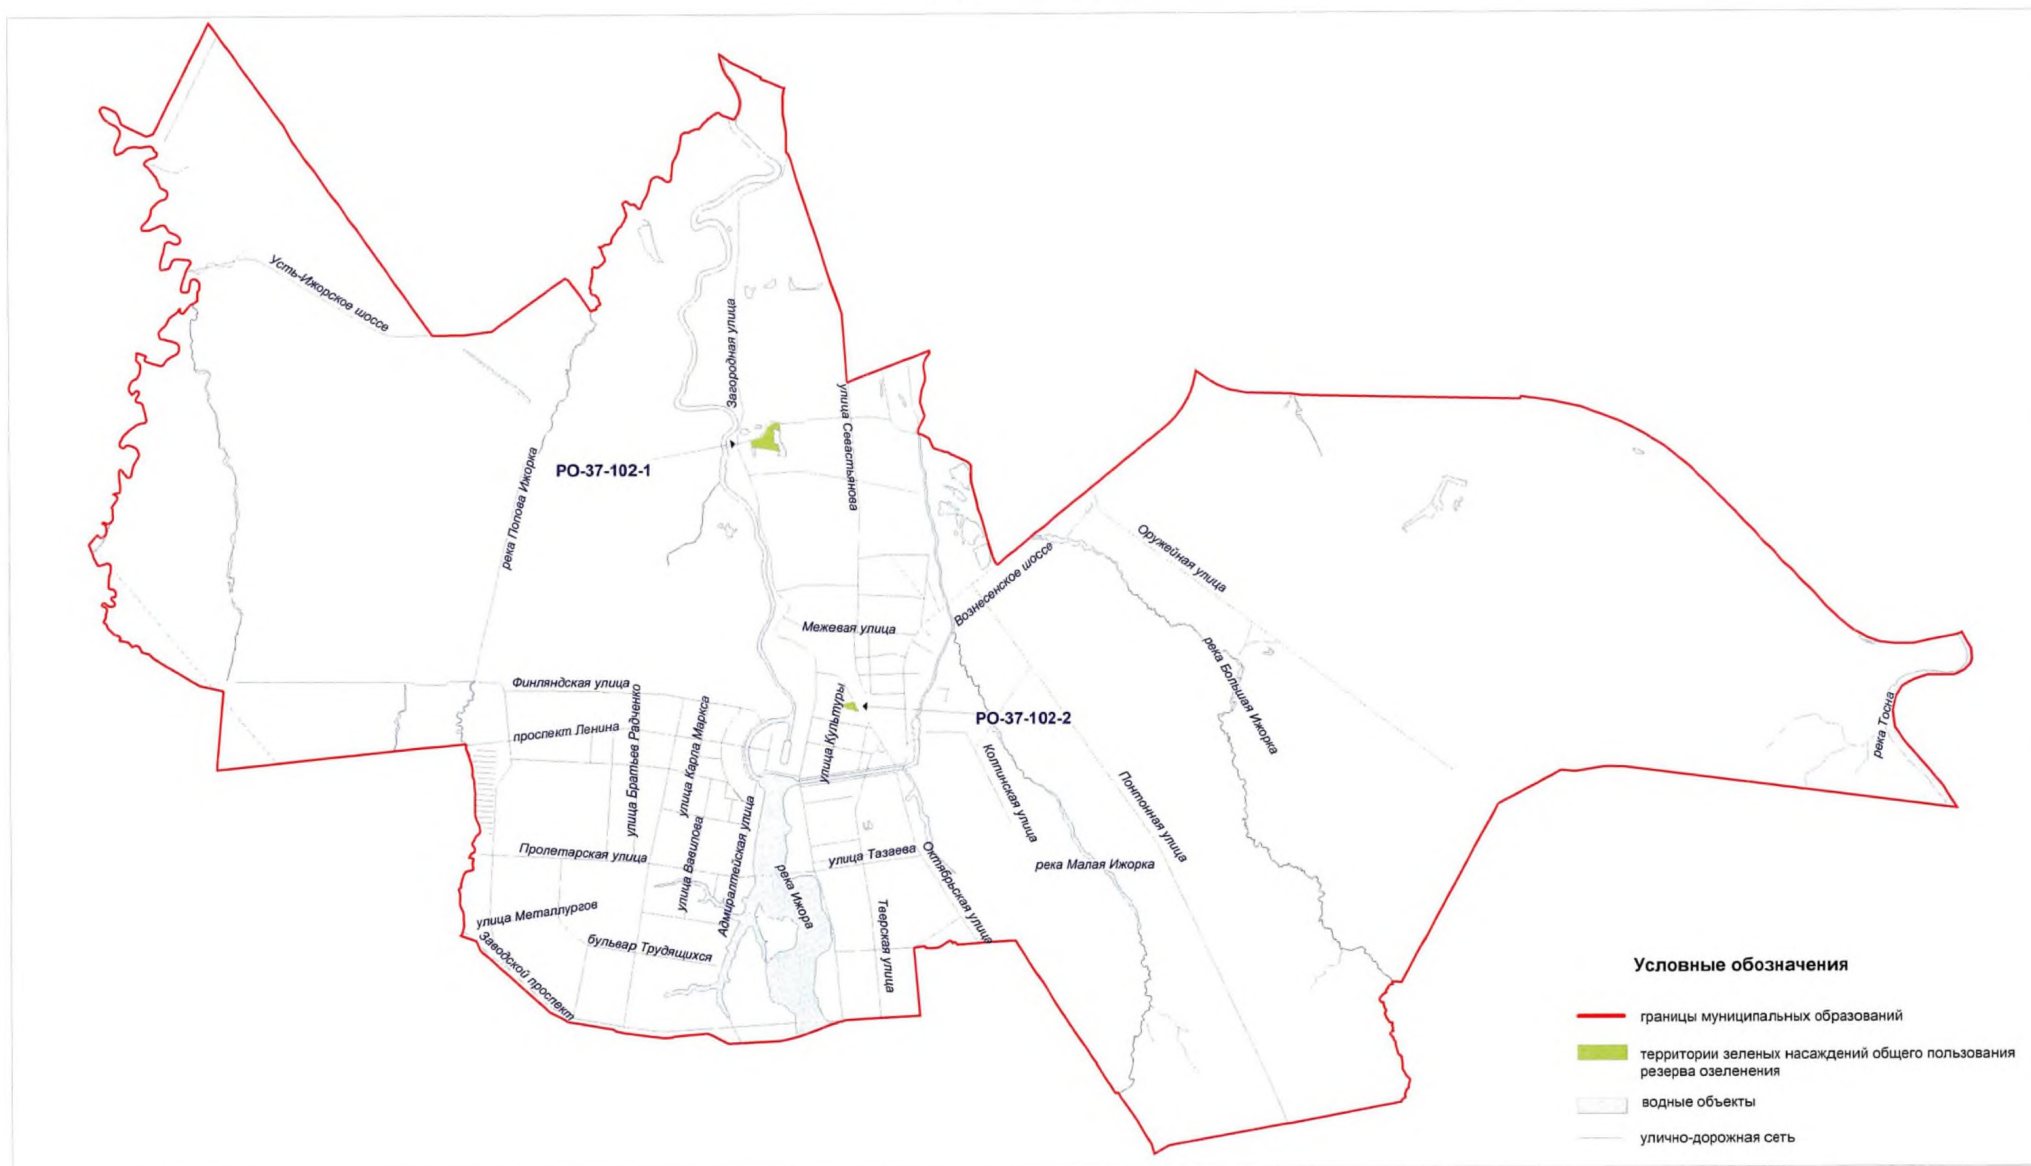 Усть-Ижорское шоссе
Загородная улица
улица Севастьянова
РО-37-102-1
река Попова Ижорка
Оружейная улица
Вознесенское шоссе
Межевая улица
река Большая Ижорка
Финляндская улица
улица Братьев Радченко
улица Карла Маркса
улица Культуры
РО-37-102-2
проспект Ленина
река Тосна
Колпинская улица
Понтонная улица
улица Вавилова
Адмиралтейская улица
Пролетарская улица
улица Тазаева
Октябрьская улица
река Малая Ижорка
река Ижора
улица Металлургов
Тверская улица
бульвар Трудящихся
Заводской проспект
Условные обозначения
границы муниципальных образований
территории зеленых насаждений общего пользования
резерва озеленения
водные объекты
улично-дорожная сеть